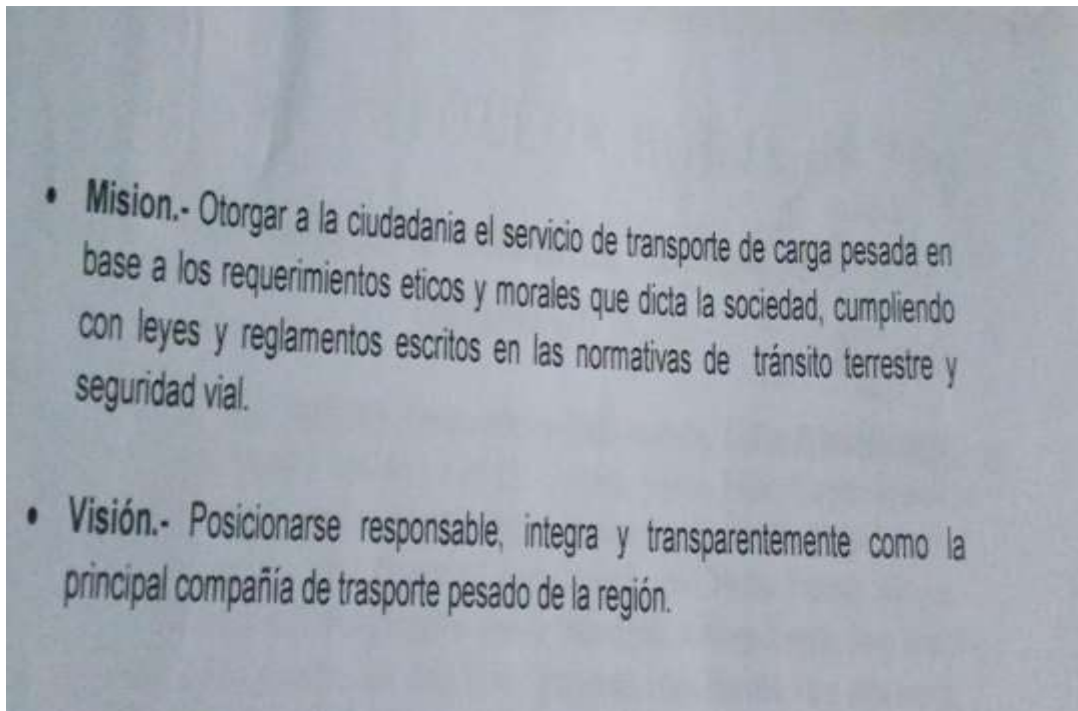 • Mision.- Otorgar a la ciudadania el servicio de transporte de carga pesada en
base a los requerimientos eticos y morales que dicta la sociedad, cumpliendo
con leyes y reglamentos escritos en las normativas de tránsito terrestre y
seguridad vial.
• Visión.- Posicionarse responsable, integra y transparentemente como la
principal compañía de trasporte pesado de la región.